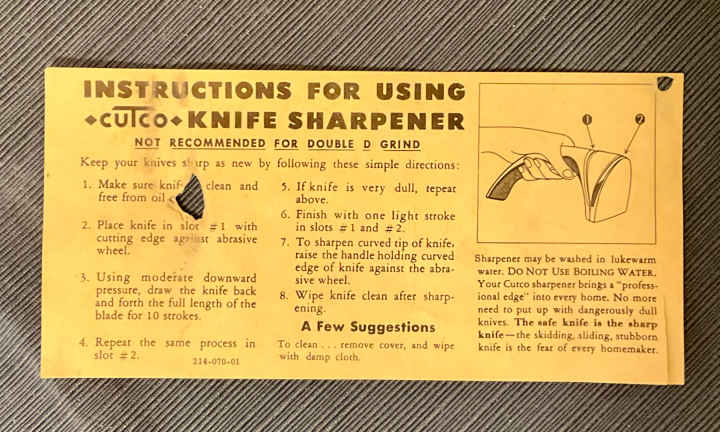 INSTRUCTIONS FOR USING
CUTCO KNIFE SHARPENER
NOT RECOMMENDED FOR DOUBLE D GRIND
Keep your knives sharp as new by following these simple directions:
1. Make sure knife clean and
free from oil
2. Place knife in slot #1 with
cutting edge against abrasive
wheel.
3. Using moderate downward
pressure, draw the knife back
and forth the full length of the
blade for 10 strokes.
4. Repeat the same process in
slot #2.
214-070-01
5. If knife is very dull, repeat
above.
6. Finish with one light stroke
in slots #1 and #2.
7. To sharpen curved tip of knife,
raise the handle holding curved
edge of knife against the abra-
sive wheel.
8. Wipe knife clean after sharp-
ening.
A Few Suggestions
To clean . . . remove cover, and wipe
with damp cloth.
1 2
Sharpener may be washed in lukewarm
water. DO NOT USE BOILING WATER.
Your Cutco sharpener brings a "profess-
ional edge" into every home. No more
need to put up with dangerously dull
knives. The safe knife is the sharp
knife—the skidding, sliding, stubborn
knife is the fear of every homemaker.